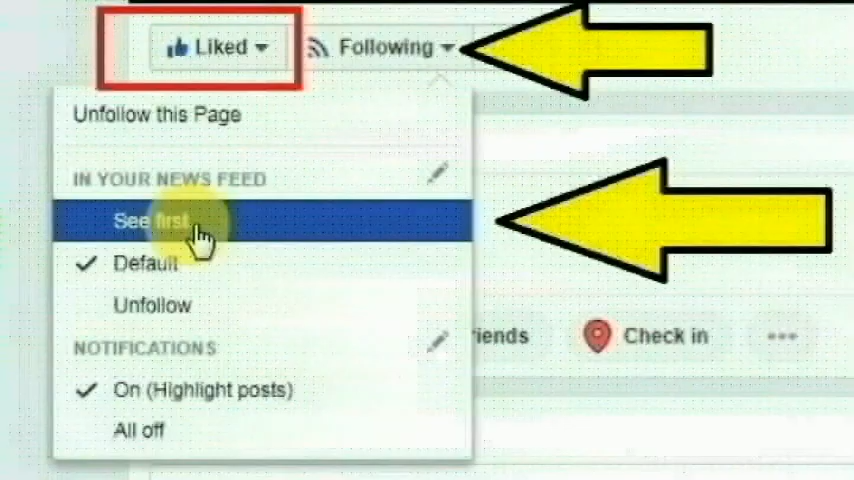 Liked Following
Unfollow this Page
IN YOUR NEWS FEED
See first
Default
Unfollow
riends Check in
NOTIFICATIONS
On (Highlight posts)
All off